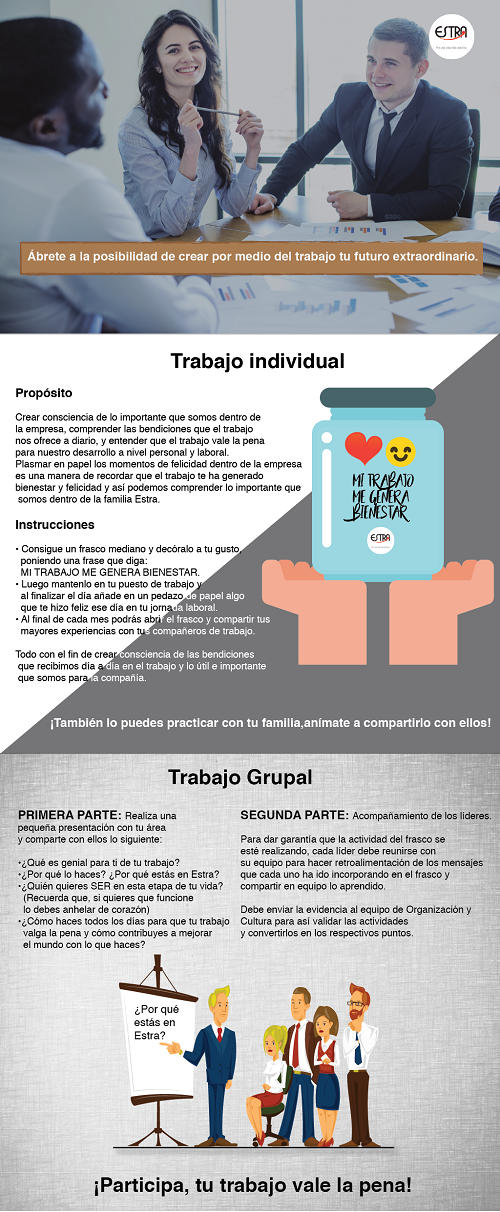 ESTRA
Ábrete a la posibilidad de crear por medio del trabajo tu futuro extraordinario.
Trabajo individual
Propósito
Crear consciencia de lo importante que somos dentro de
la empresa, comprender las bendiciones que el trabajo
nos ofrece a diario, y entender que el trabajo vale la pena
para nuestro desarrollo a nivel personal y laboral.
Plasmar en papel los momentos de felicidad dentro de la empresa
es una manera de recordar que el trabajo te ha generado
bienestar y felicidad y así podemos comprender lo importante que
somos dentro de la familia Estra.
MI TRABAJO
ME GENERA
BIENESTAR
ESTRA
Instrucciones
• Consigue un frasco mediano y decóralo a tu gusto,
poniendo una frase que diga:
MI TRABAJO ME GENERA BIENESTAR.
• Luego mantenlo en tu puesto de trabajo y
al finalizar el día añade en un pedazo de papel algo
que te hizo feliz ese día en tu jornada laboral.
• Al final de cada mes podrás abrir el frasco y compartir tus
mayores experiencias con tus compañeros de trabajo.
Todo con el fin de crear consciencia de las bendiciones
que recibimos día a día en el trabajo y lo útil e importante
que somos para la compañía.
¡También lo puedes practicar con tu familia,anímate a compartirlo con ellos!
Trabajo Grupal
PRIMERA PARTE: Realiza una
pequeña presentación con tu área
y comparte con ellos lo siguiente:
•¿Qué es genial para ti de tu trabajo?
•¿Por qué lo haces? ¿Por qué estás en Estra?
•¿Quién quieres SER en esta etapa de tu vida?
(Recuerda que, si quieres que funcione
lo debes anhelar de corazón)
•¿Cómo haces todos los días para que tu trabajo
valga la pena y cómo contribuyes a mejorar
el mundo con lo que haces?
SEGUNDA PARTE: Acompañamiento de los líderes.
Para dar garantía que la actividad del frasco se
esté realizando, cada líder debe reunirse con
su equipo para hacer retroalimentación de los mensajes
que cada uno ha ido incorporando en el frasco y
compartir en equipo lo aprendido.
Debe enviar la evidencia al equipo de Organización y
Cultura para así validar las actividades
y convertirlos en los respectivos puntos.
¿Por qué
estás en
Estra?
¡Participa, tu trabajo vale la pena!